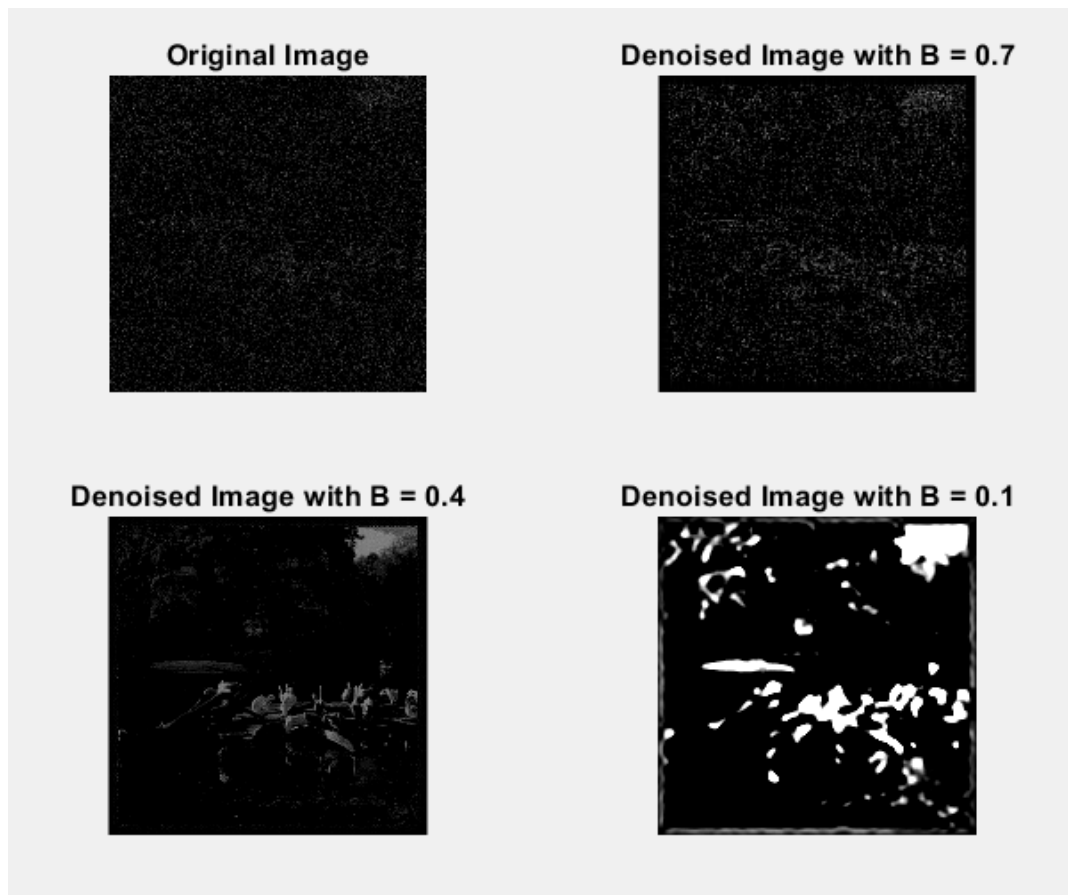 Original Image
Denoised Image with B = 0.7
Denoised Image with B = 0.4
Denoised Image with B = 0.1